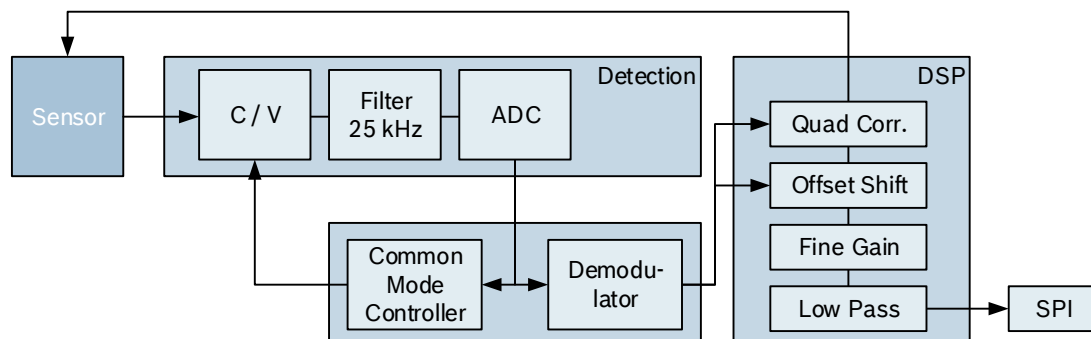 Sensor
Detection
C / V
Filter
25 kHz
ADC
Common
Mode
Controller
Demodu-
lator
DSP
Quad Corr.
Offset Shift
Fine Gain
Low Pass
SPI